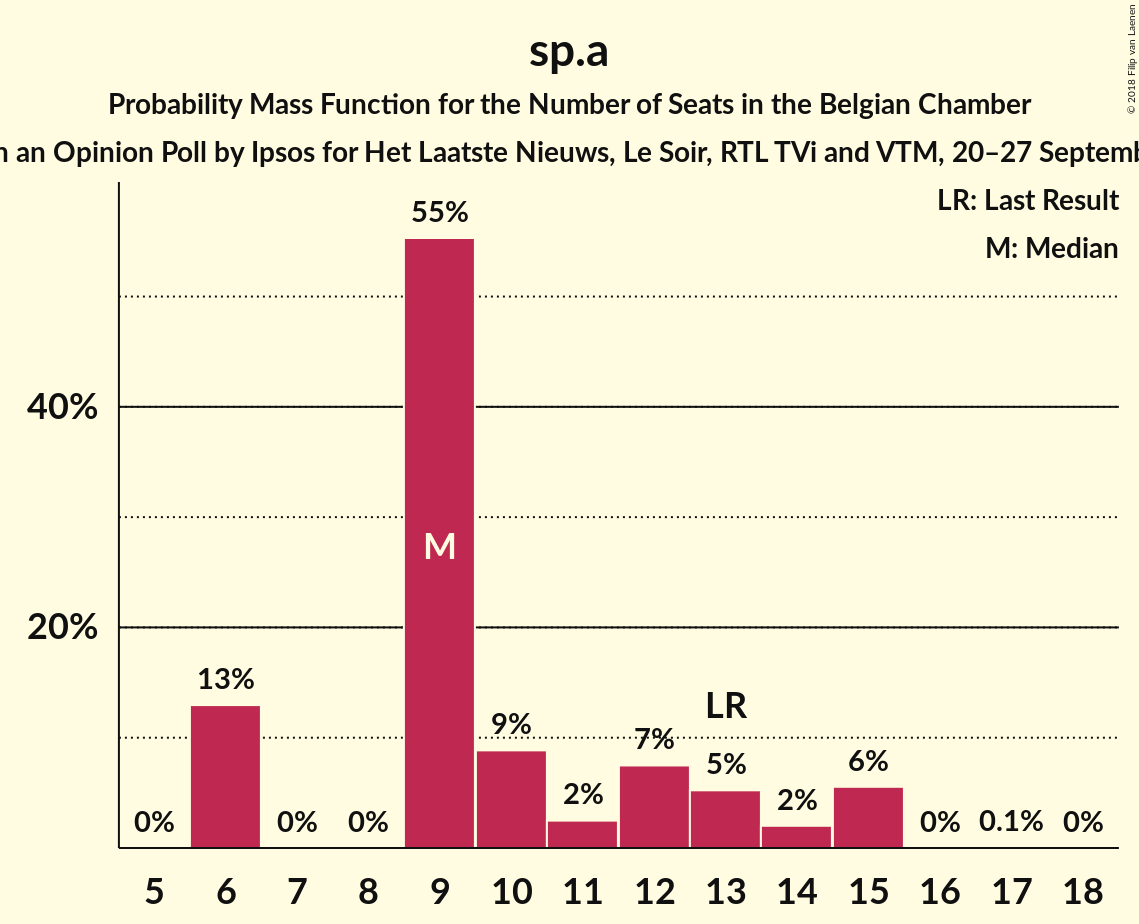 © 2018 Filip van Laenen
sp.a
Probability Mass Function for the Number of Seats in the Belgian Chamber
an Opinion Poll by Ipsos for Het Laatste Nieuws, Le Soir, RTL TVi and VTM, 20–27
LR: Last Result
M: Median
55%
40%
M
20%
13%
LR
9%
7%
5%
6%
2%
2%
0%
0%
0%
0%
0.1%
0%
5 6 7 8 9 10 11 12 13 14 15 16 17 18